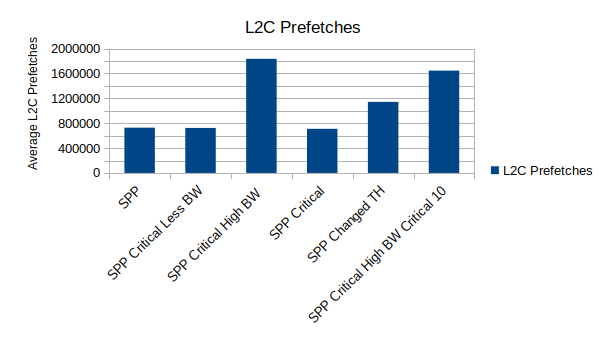 L2C Prefetches
Average L2C Prefetches
2000000
1600000
1200000
800000
400000
0
SPP
SPP Critical Less BW
SPP Critical High BW
SPP Critical
SPP Changed TH
SPP Critical High BW Critical 10
L2C Prefetches